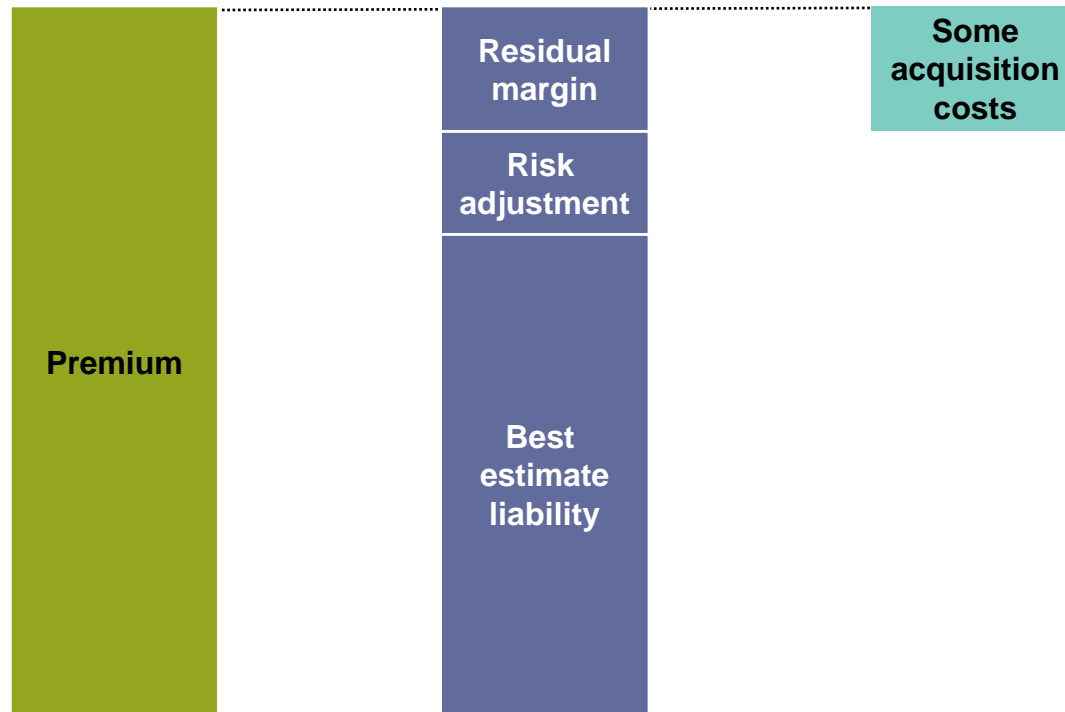 Premium
Residual
margin
Risk
adjustment
Best
estimate
liability
Some
acquisition
costs